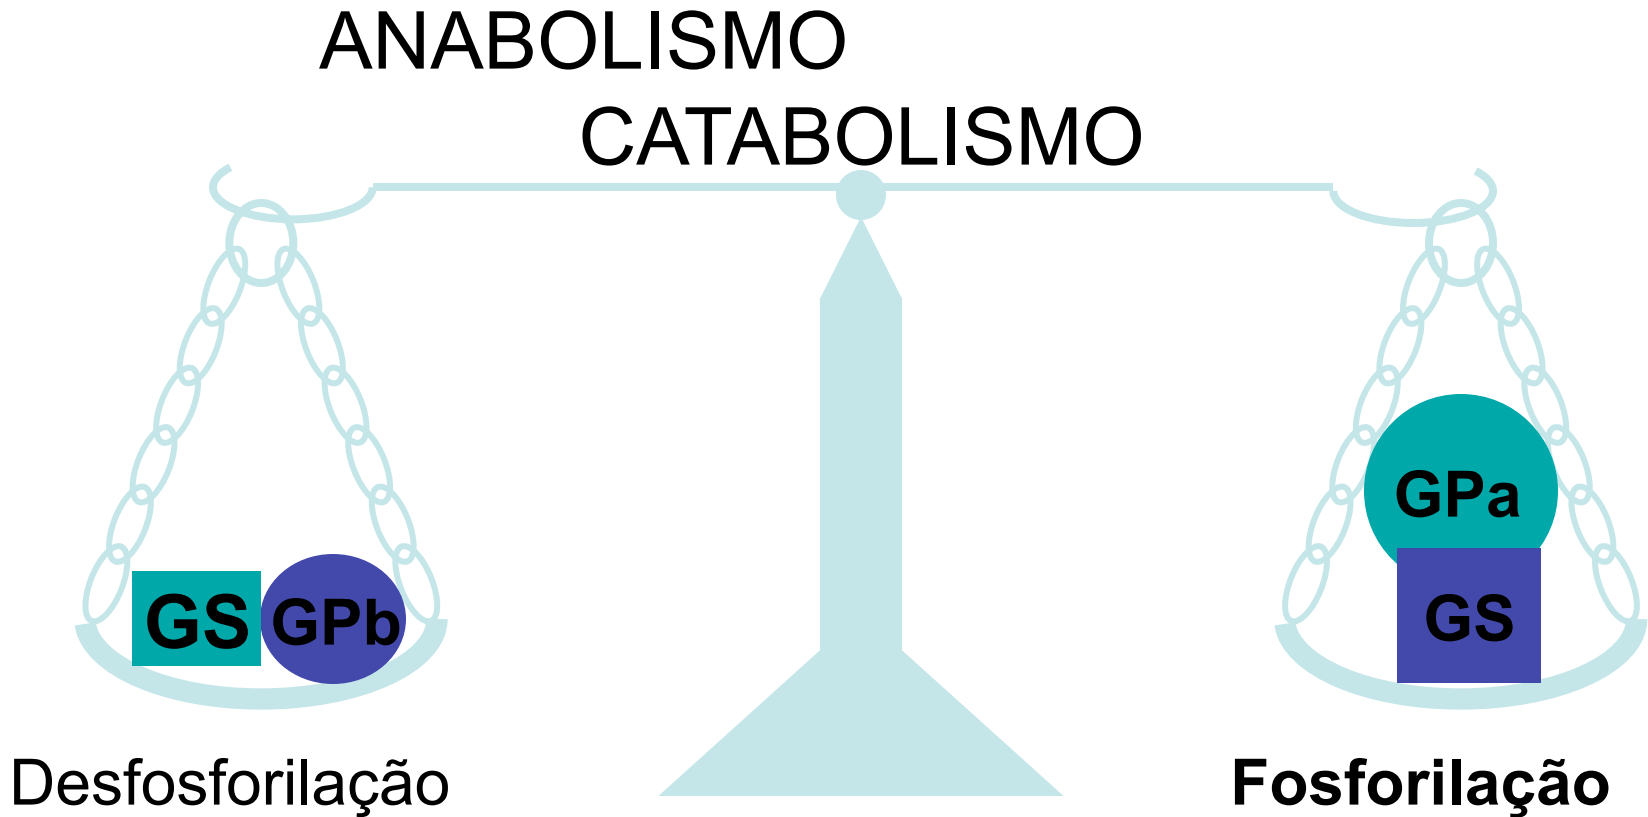 ANABOLISMO
CATABOLISMO
GPa
GS
GPb
GS
Desfosforilação
Fosforilação